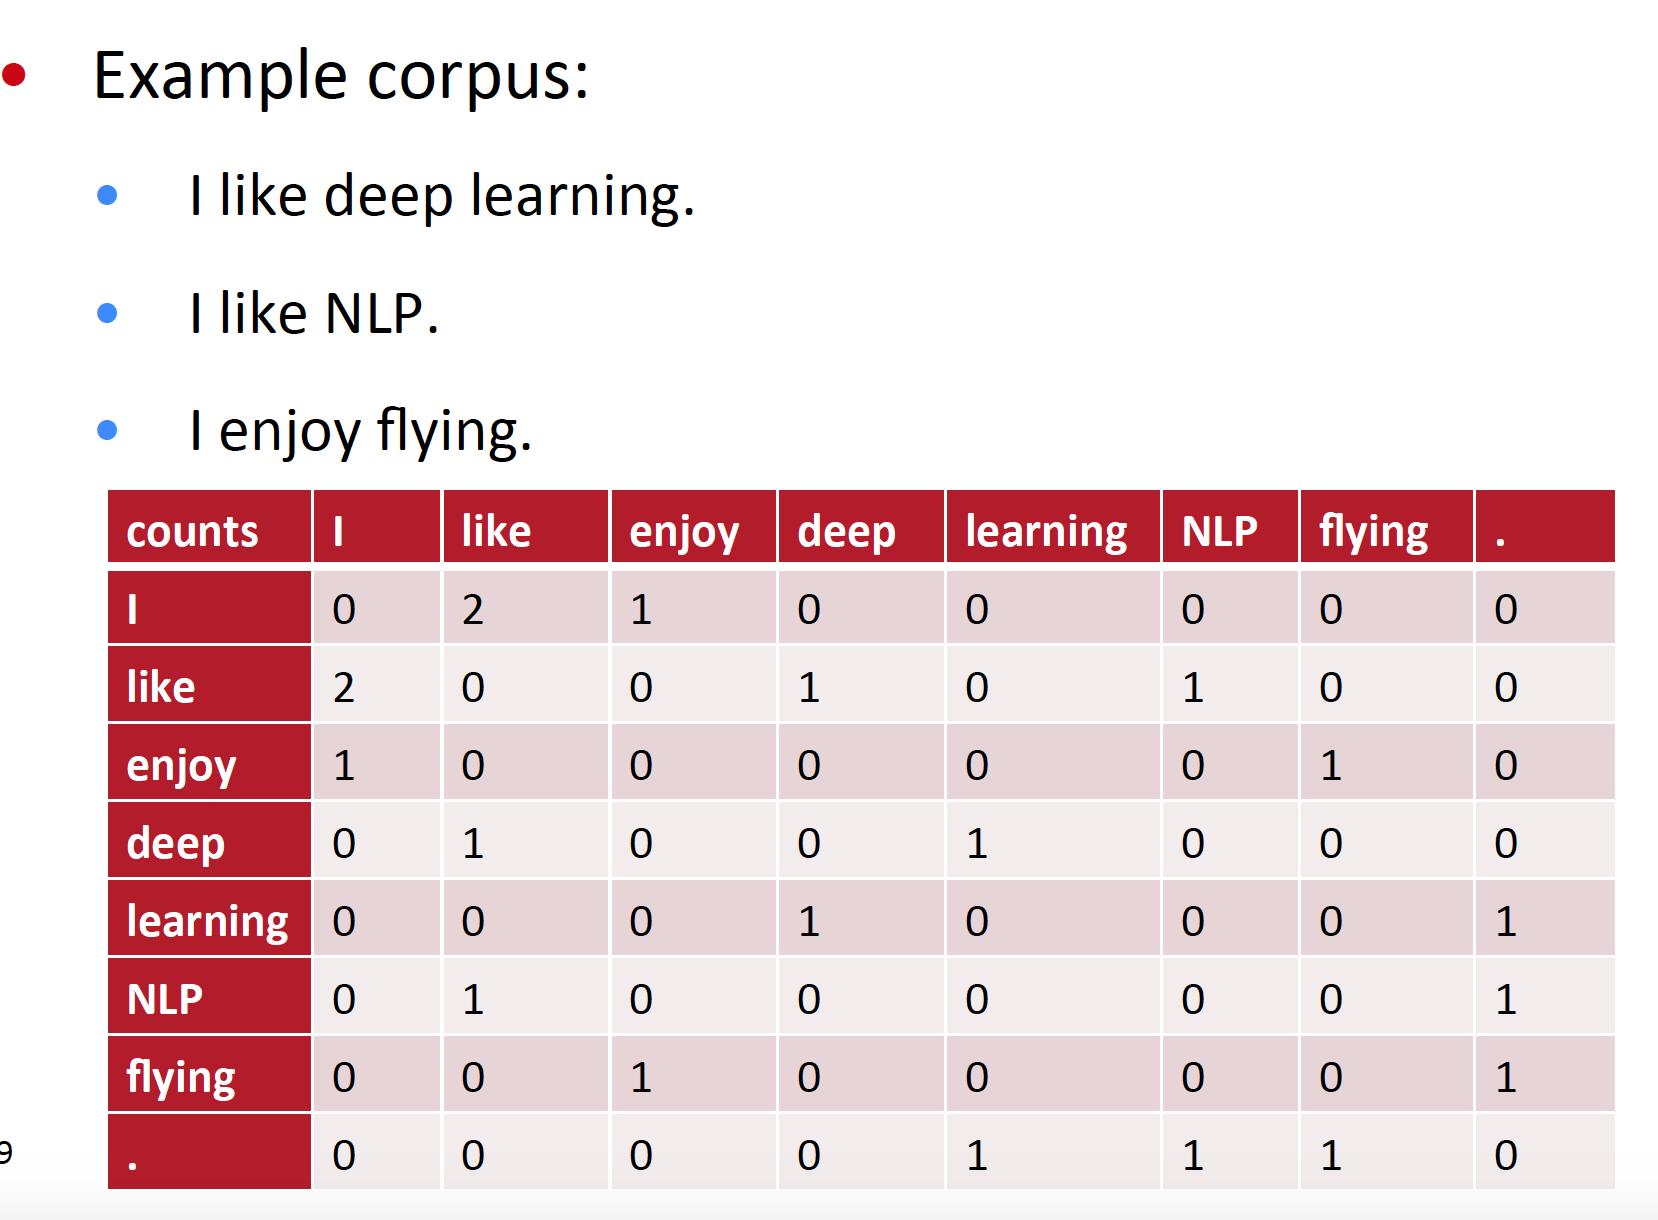 Example corpus:
I like deep learning.
I like NLP.
I enjoy flying.
counts I like enjoy deep learning NLP flying .
I 0 2 1 0 0 0 0 0
like 2 0 0 1 0 1 0 0
enjoy 1 0 0 0 0 0 1 0
deep 0 1 0 0 1 0 0 0
learning 0 0 0 1 0 0 0 1
NLP 0 1 0 0 0 0 0 1
flying 0 0 1 0 0 0 0 1
. 0 0 0 0 1 1 1 0
9